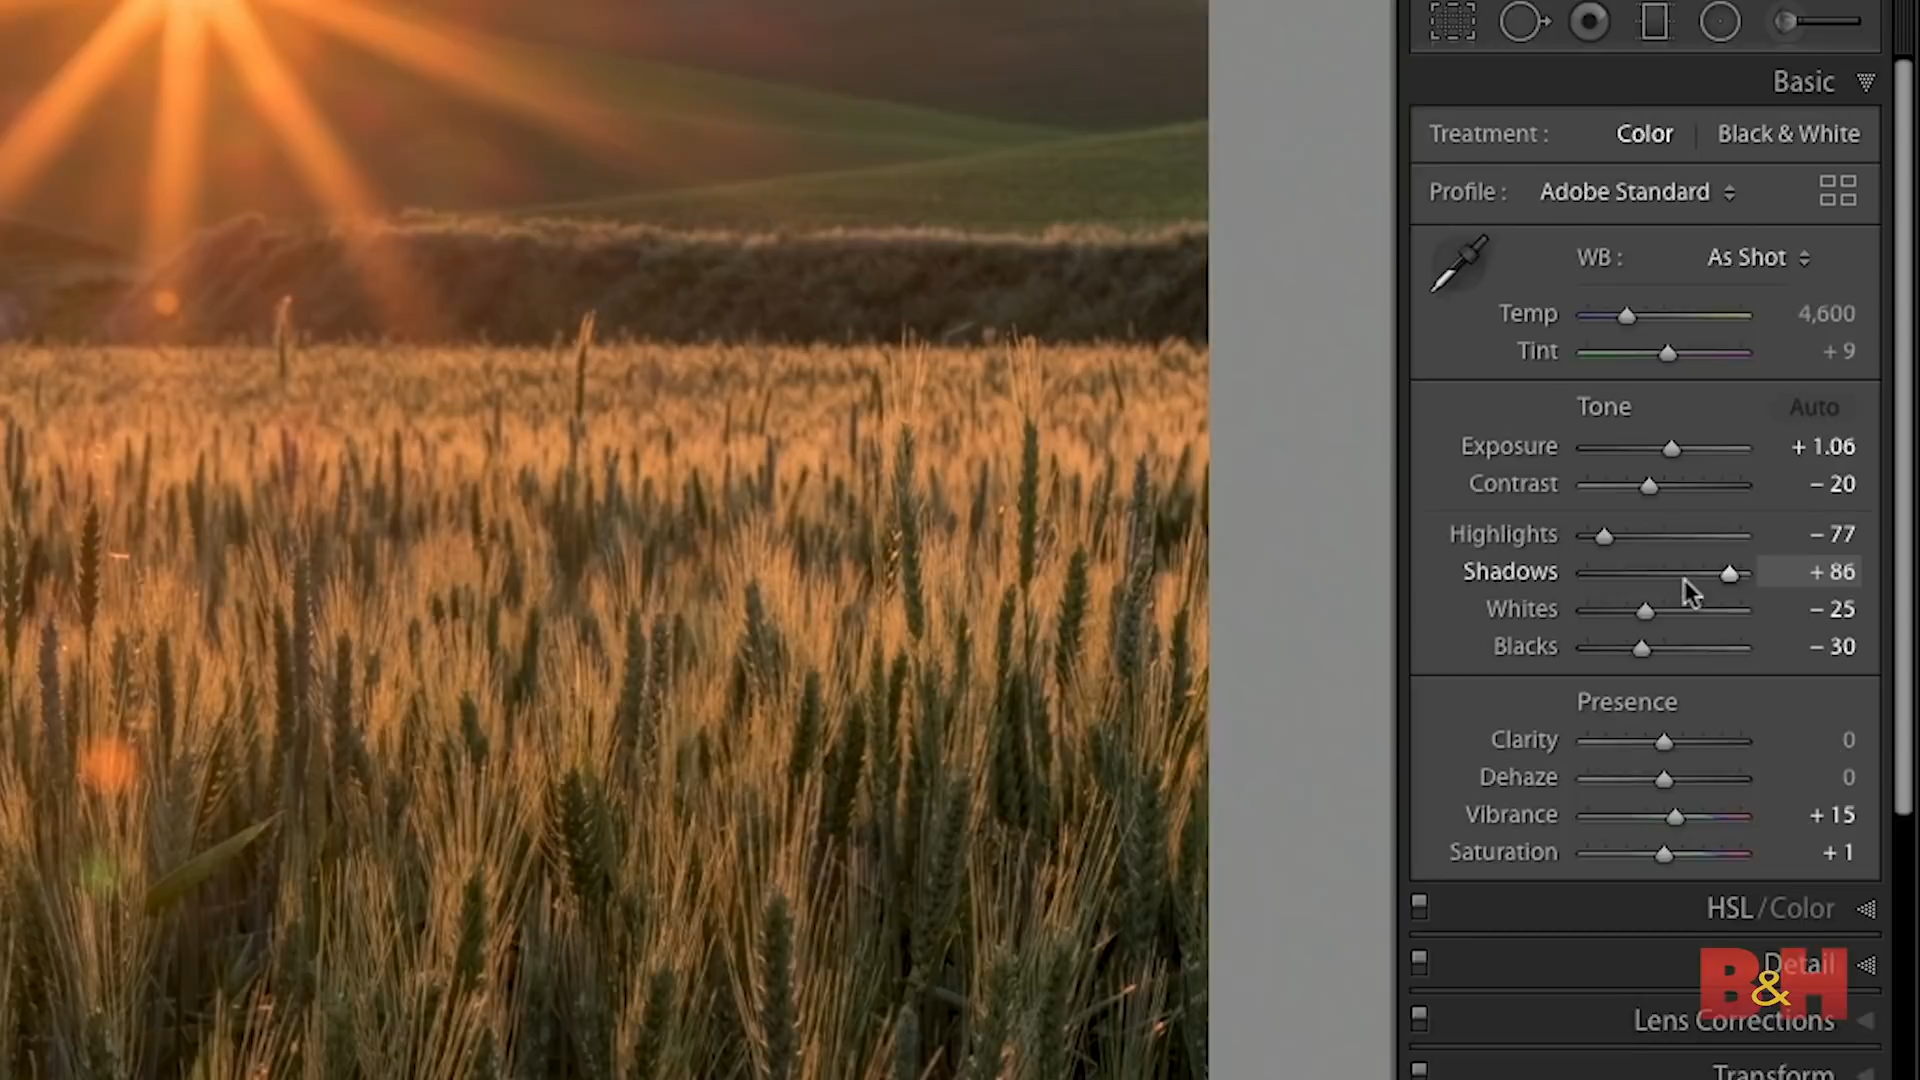 Basic
Treatment : Color Black & White
Profile : Adobe Standard
WB : As Shot
Temp 4,600
Tint + 9
Tone Auto
Exposure + 1.06
Contrast – 20
Highlights – 77
Shadows + 86
Whites – 25
Blacks – 30
Presence
Clarity 0
Dehaze 0
Vibrance + 15
Saturation + 1
HSL / Color
Detail
B&H
Lens Corrections
Transform